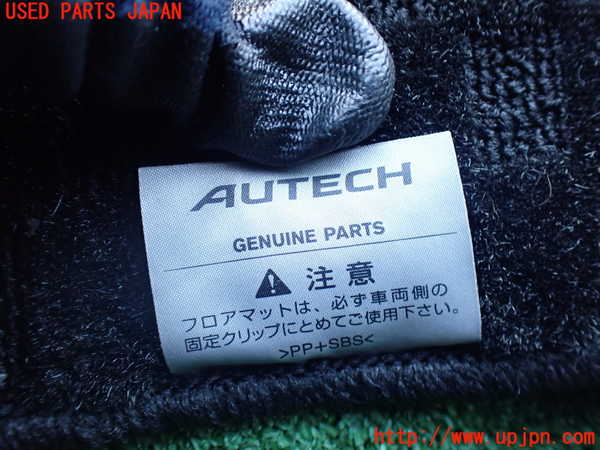 USED PARTS JAPAN
AUTECH
GENUINE PARTS
注意
フロアマットは、必ず車両側の
固定クリップにとめてご使用下さい。
>PP+SBS<
http://www.upjpn.com